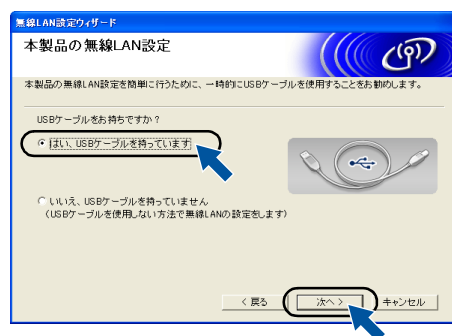 無線LAN設定ウィザード
本製品の無線LAN設定
本製品の無線LAN設定を簡単に行うために、一時的にUSBケーブルを使用することをお勧めします。
USBケーブルをお持ちですか？
はい、USBケーブルを持っています
いいえ、USBケーブルを持っていません
(USBケーブルを使用しない方法で無線LANの設定をします)
< 戻る 次へ > キャンセル